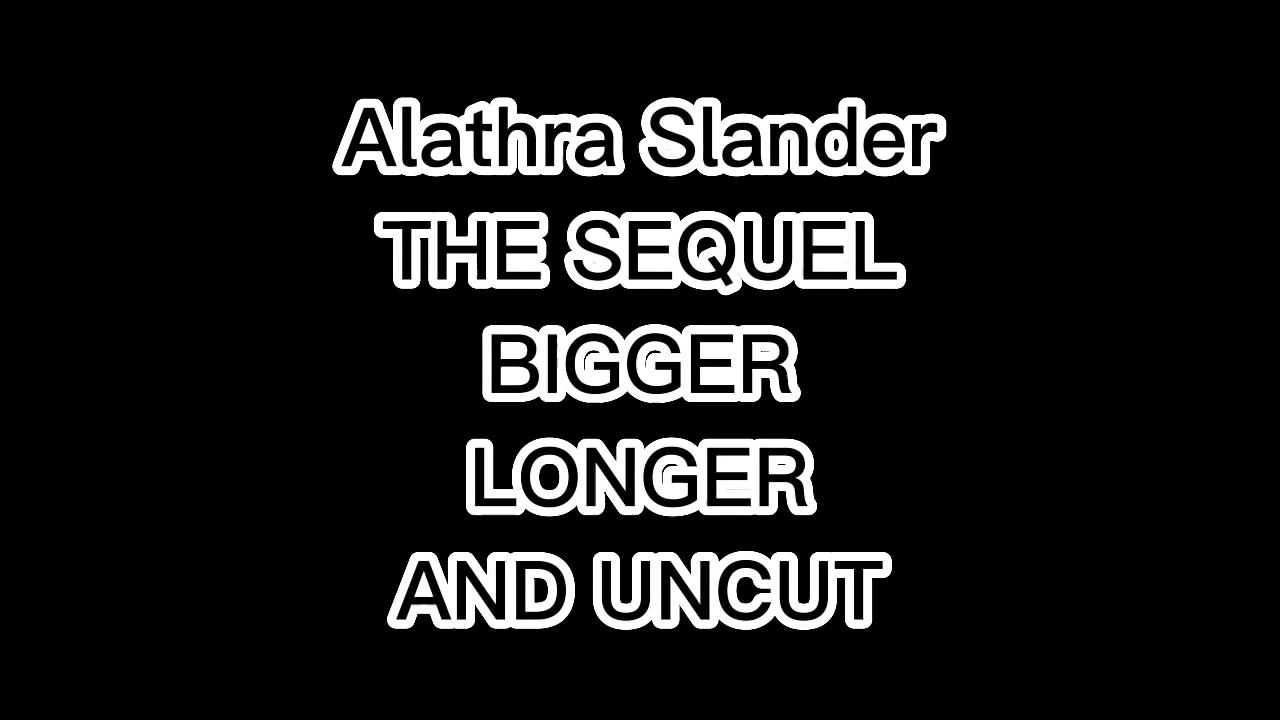 Alathra Slander
THE SEQUEL
BIGGER
LONGER
AND UNCUT